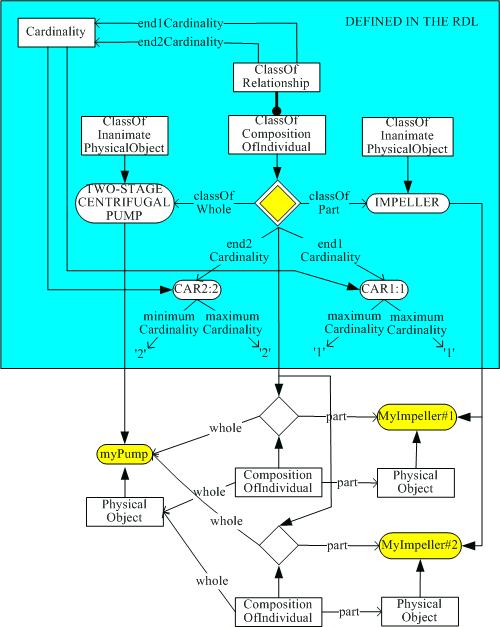 DEFINED IN THE RDL
Cardinality
end1Cardinality
end2Cardinality
ClassOf
Relationship
ClassOf
Inanimate
PhysicalObject
ClassOf
Composition
OfIndividual
ClassOf
Inanimate
PhysicalObject
TWO-STAGE
CENTRIFUGAL
PUMP
classOf
Whole
classOf
Part
IMPELLER
end2
Cardinality
end1
Cardinality
CAR2:2
CAR1:1
minimum
Cardinality
maximum
Cardinality
maximum
Cardinality
maximum
Cardinality
'2'
'2'
'1'
'1'
whole
part
MyImpeller#1
myPump
Composition
OfIndividual
part
Physical
Object
whole
Physical
Object
whole
part
MyImpeller#2
whole
Composition
OfIndividual
part
Physical
Object